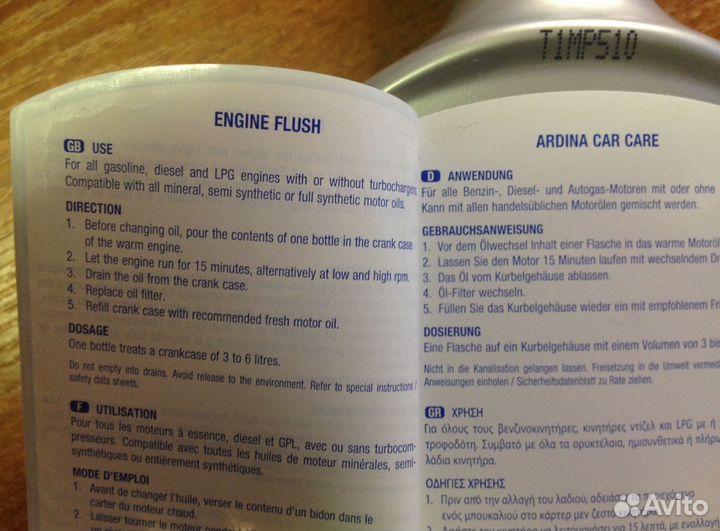 T1MP510
ENGINE FLUSH
GB USE
For all gasoline, diesel and LPG engines with or without turbocharger.
Compatible with all mineral, semi synthetic or full synthetic motor oils.
DIRECTION
1. Before changing oil, pour the contents of one bottle in the crank case
of the warm engine.
2. Let the engine run for 15 minutes, alternatively at low and high rpm.
3. Drain the oil from the crank case.
4. Replace oil filter.
5. Refill crank case with recommended fresh motor oil.
DOSAGE
One bottle treats a crankcase of 3 to 6 litres.
Do not empty into drains. Avoid release to the environment. Refer to special instructions /
safety data sheets.
F UTILISATION
Pour tous les moteurs à essence, diesel et GPL, avec ou sans turbocom-
presseurs. Compatible avec toutes les huiles de moteur minérales, semi-
synthétiques ou entièrement synthétiques.
MODE D'EMPLOI
1. Avant de changer l'huile, verser le contenu d'un bidon dans le
carter du moteur chaud.
2. Laisser tourner le moteur
ARDINA CAR CARE
D ANWENDUNG
Für alle Benzin-, Diesel- und Autogas-Motoren mit oder ohne
Kann mit allen handelsüblichen Motorölen gemischt werden.
GEBRAUCHSANWEISUNG
1. Vor dem Ölwechsel Inhalt einer Flasche in das warme Motoröl
2. Lassen Sie den Motor 15 Minuten laufen mit wechselndem
3. Das Öl vom Kurbelgehäuse ablassen.
4. Öl-Filter wechseln.
5. Füllen Sie das Kurbelgehäuse wieder ein mit empfohlenem
DOSIERUNG
Eine Flasche auf ein Kurbelgehäuse mit einem Volumen von 3 bis
Nicht in die Kanalisation gelangen lassen. Freisetzung in die Umwelt
Anweisungen einholen / Sicherheitsdatenblatt zu Rate ziehen.
GR ΧΡΗΣΗ
Για όλους τους βενζινοκινητήρες, κινητήρες ντίζελ και LPG με ή
τροφοδότη. Συμβατό με όλα τα ορυκτέλαια, ημισυνθετικά ή
λάδια κινητήρα.
ΟΔΗΓΙΕΣ ΧΡΗΣΗΣ
1. Πριν από την αλλαγή του λαδιού, αδειάστε το περιεχόμενο
ενός μπουκαλιού στο κάρτερ μεν
2. 15 λεπτά, με
Avito